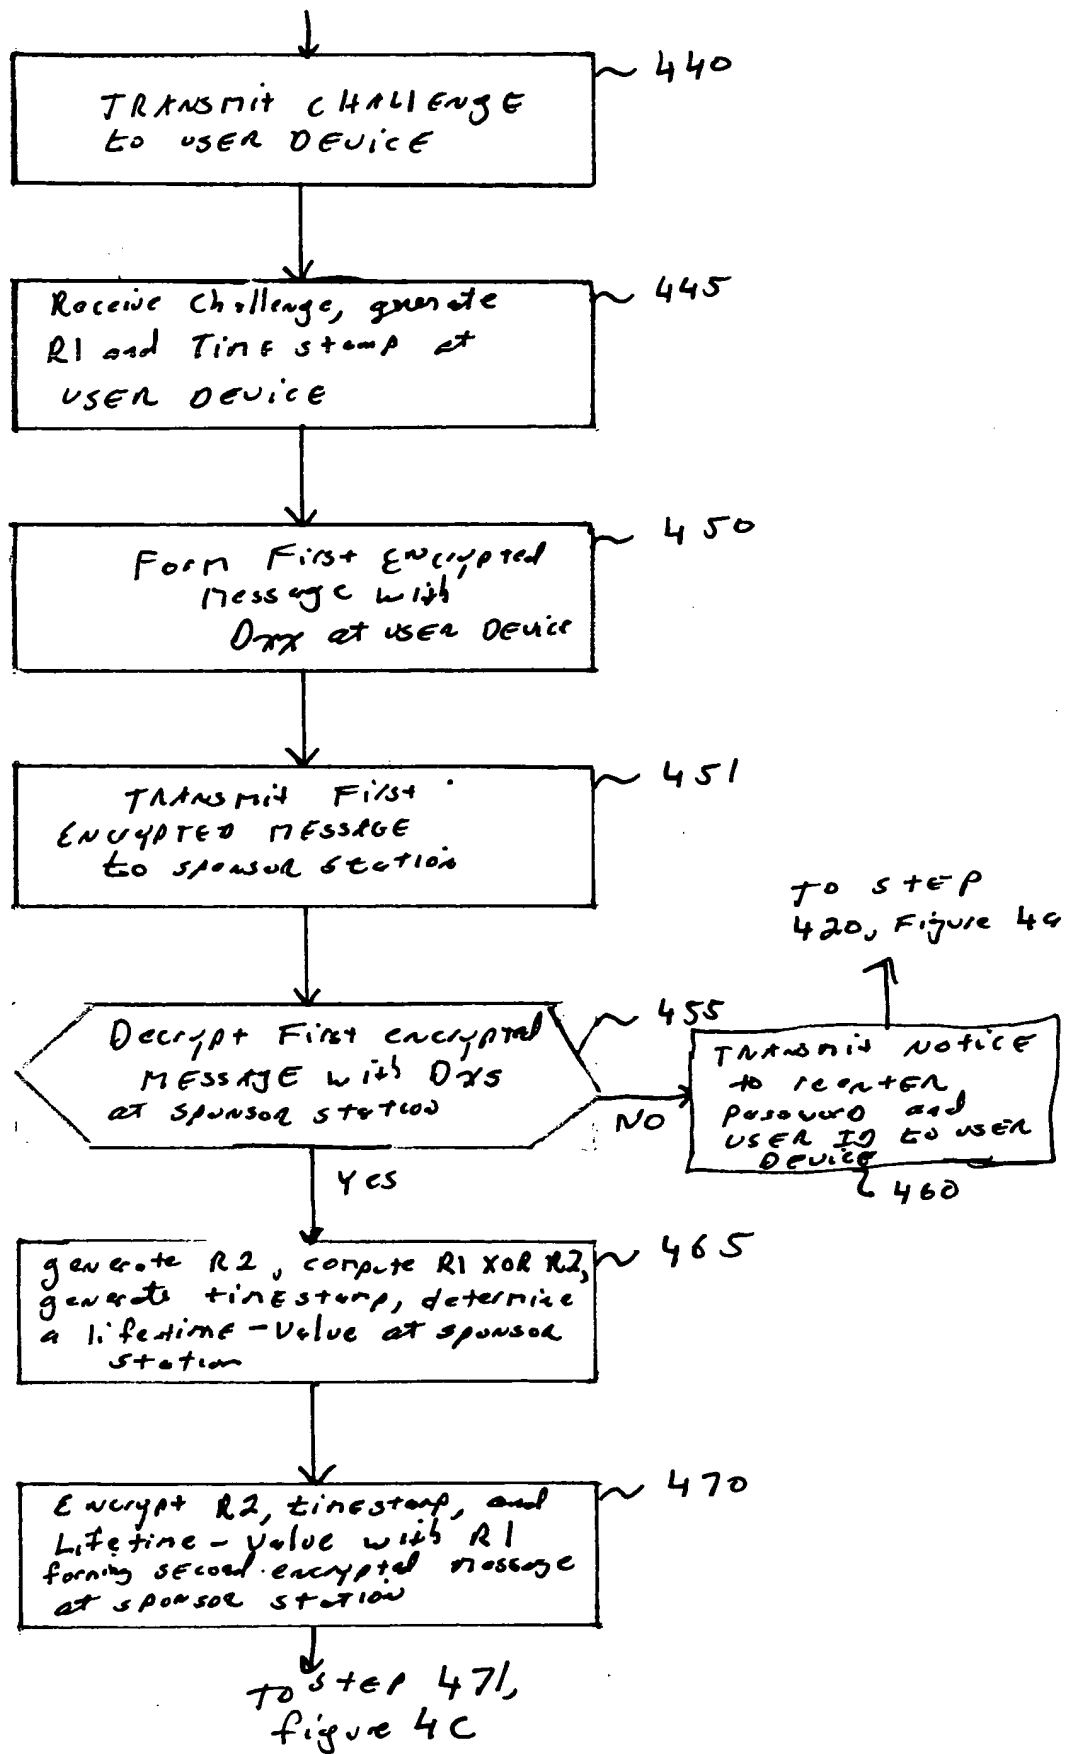 440
TRANSMIT CHALLENGE
to USER DEVICE
445
Receive Challenge, generate
R1 and Timestamp at
USER DEVICE
450
Form First Encrypted
Message with
Dxx at USER DEVICE
451
TRANSMIT First
ENCRYPTED MESSAGE
to sponsor station
TO STEP
420, Figure 4a
455
Decrypt First encrypted
MESSAGE with Dxs
at sponsor station
NO
TRANSMIT NOTICE
to reenter
password and
USER ID to USER
DEVICE
460
Yes
465
generate R2, compute R1 XOR R2,
generate timestamp, determine
a lifetime-value at sponsor
station
470
Encrypt R2, timestamp, and
Lifetime-Value with R1
forming second encrypted message
at sponsor station
TO STEP 471,
figure 4C